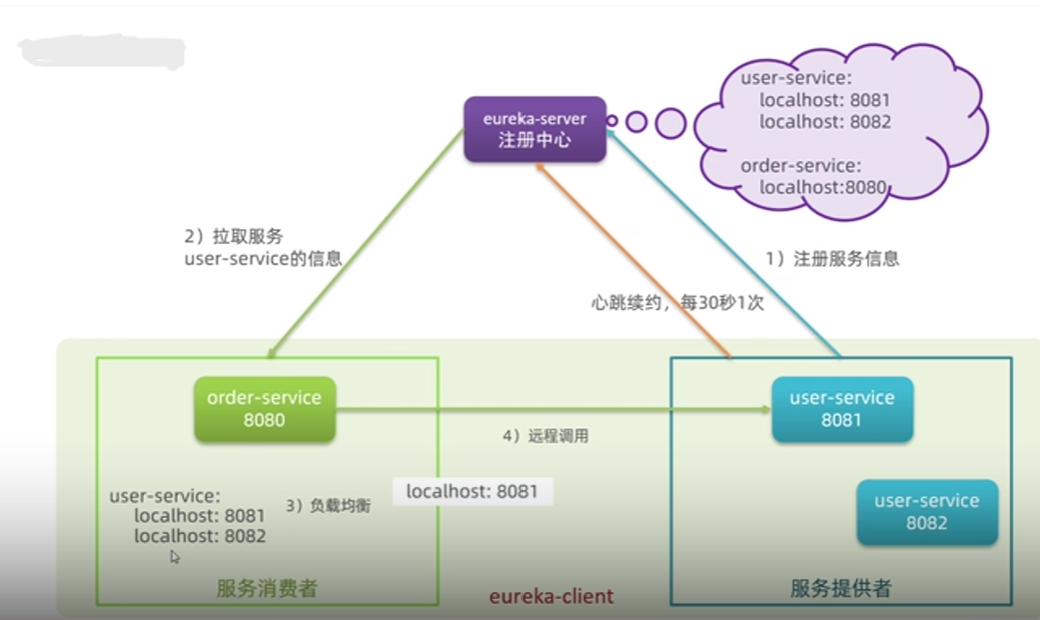 eureka-server
注册中心
user-service:
localhost: 8081
localhost: 8082
order-service:
localhost:8080
2）拉取服务
user-service的信息
1）注册服务信息
心跳续约，每30秒1次
order-service
8080
user-service
8081
4）远程调用
user-service:
localhost: 8081
localhost: 8082
3）负载均衡
localhost: 8081
user-service
8082
服务消费者
eureka-client
服务提供者